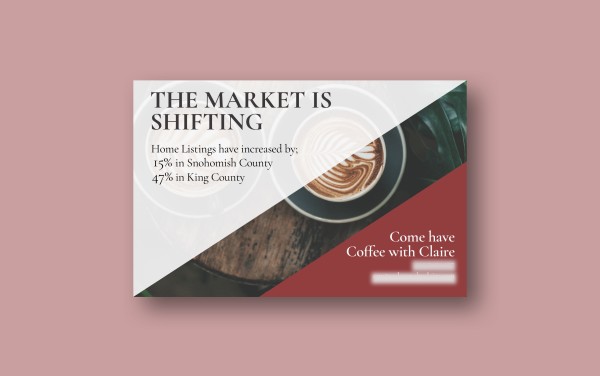 THE MARKET IS
SHIFTING
Home Listings have increased by;
15% in Snohomish County
47% in King County
Come have
Coffee with Claire